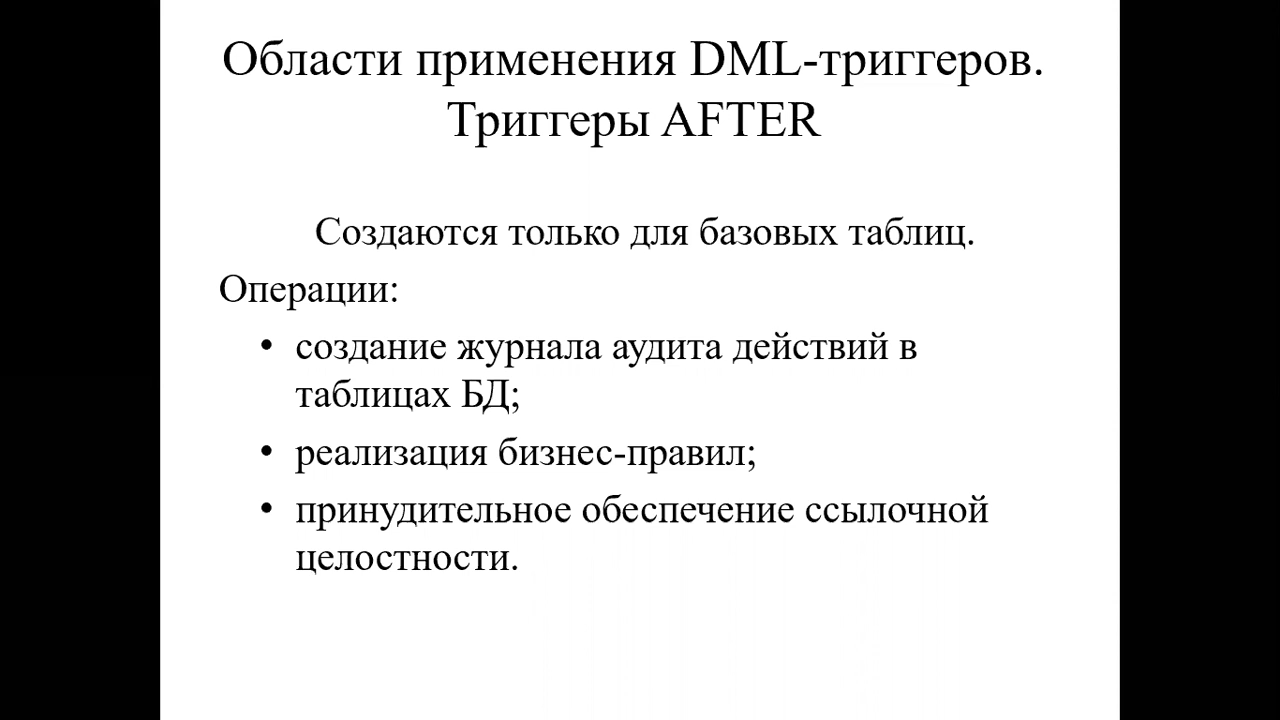 Области применения DML-триггеров.
Триггеры AFTER
Создаются только для базовых таблиц.
Операции:
• создание журнала аудита действий в
таблицах БД;
• реализация бизнес-правил;
• принудительное обеспечение ссылочной
целостности.